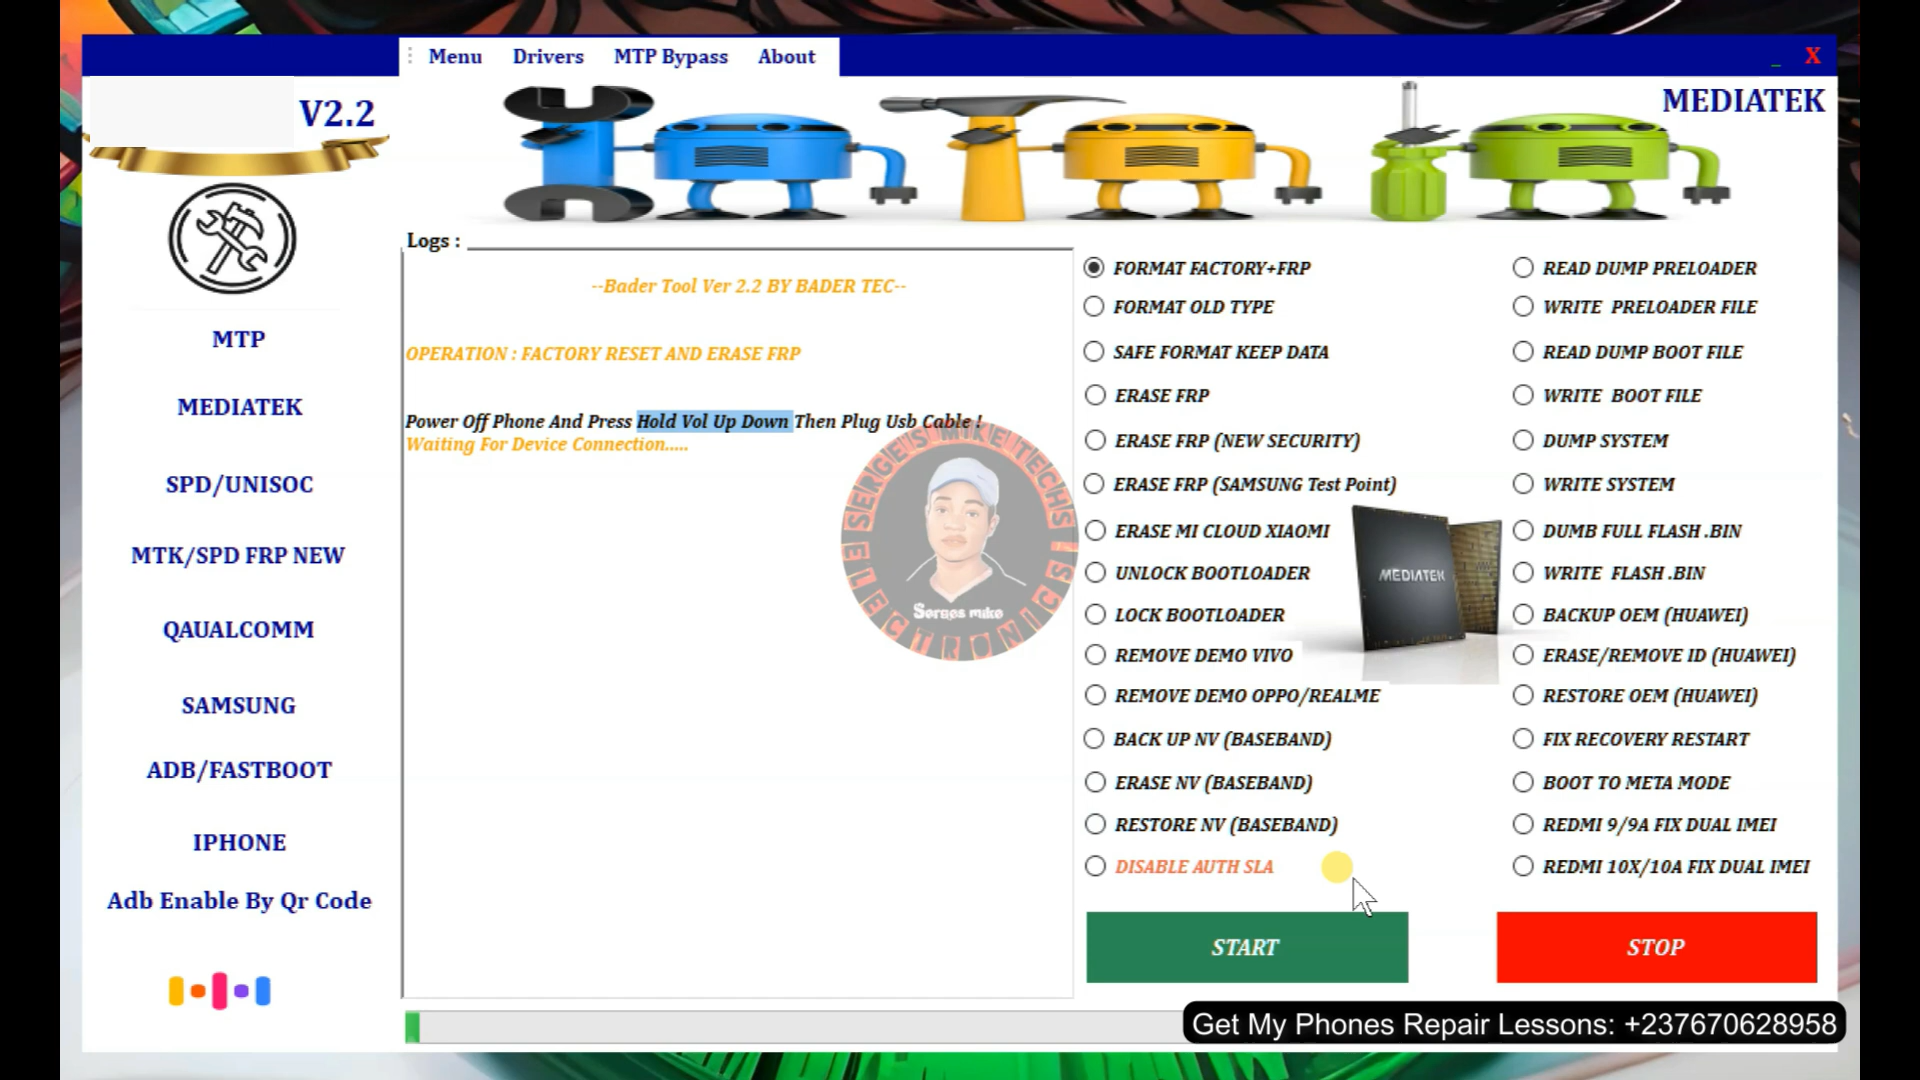 Menu Drivers MTP Bypass About
_ X
V2.2
MEDIATEK
MTP
MEDIATEK
SPD/UNISOC
MTK/SPD FRP NEW
QAUALCOMM
SAMSUNG
ADB/FASTBOOT
IPHONE
Adb Enable By Qr Code
Logs :
--Bader Tool Ver 2.2 BY BADER TEC--
OPERATION : FACTORY RESET AND ERASE FRP
Power Off Phone And Press Hold Vol Up Down Then Plug Usb Cable !
Waiting For Device Connection.....
SERGES MIKE TECHS
ELECTRONICS
Serges mike
FORMAT FACTORY+FRP
FORMAT OLD TYPE
SAFE FORMAT KEEP DATA
ERASE FRP
ERASE FRP (NEW SECURITY)
ERASE FRP (SAMSUNG Test Point)
ERASE MI CLOUD XIAOMI
UNLOCK BOOTLOADER
LOCK BOOTLOADER
REMOVE DEMO VIVO
REMOVE DEMO OPPO/REALME
BACK UP NV (BASEBAND)
ERASE NV (BASEBAND)
RESTORE NV (BASEBAND)
DISABLE AUTH SLA
MEDIATEK
READ DUMP PRELOADER
WRITE PRELOADER FILE
READ DUMP BOOT FILE
WRITE BOOT FILE
DUMP SYSTEM
WRITE SYSTEM
DUMB FULL FLASH .BIN
WRITE FLASH .BIN
BACKUP OEM (HUAWEI)
ERASE/REMOVE ID (HUAWEI)
RESTORE OEM (HUAWEI)
FIX RECOVERY RESTART
BOOT TO META MODE
REDMI 9/9A FIX DUAL IMEI
REDMI 10X/10A FIX DUAL IMEI
START
STOP
Get My Phones Repair Lessons: +237670628958